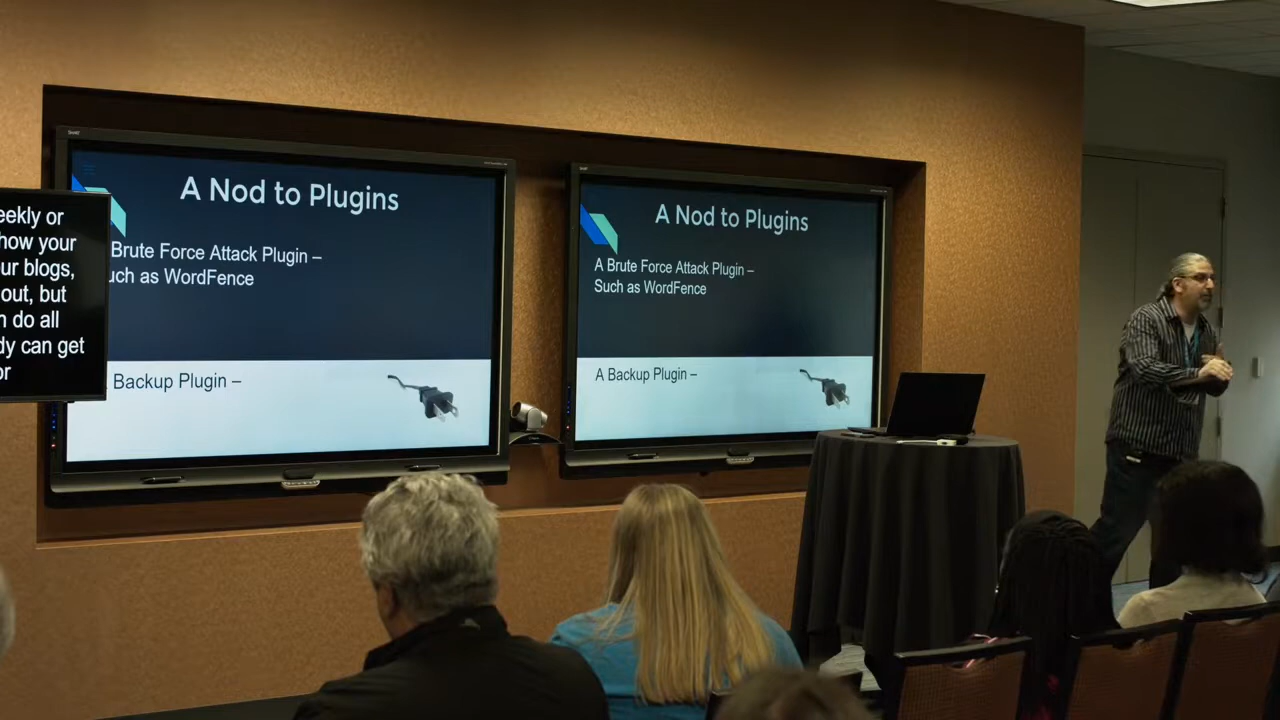 eekly or
how your
ur blogs,
out, but
n do all
dy can get
or
A Nod to Plugins
Brute Force Attack Plugin –
uch as WordFence
Backup Plugin –
A Nod to Plugins
A Brute Force Attack Plugin –
Such as WordFence
A Backup Plugin –